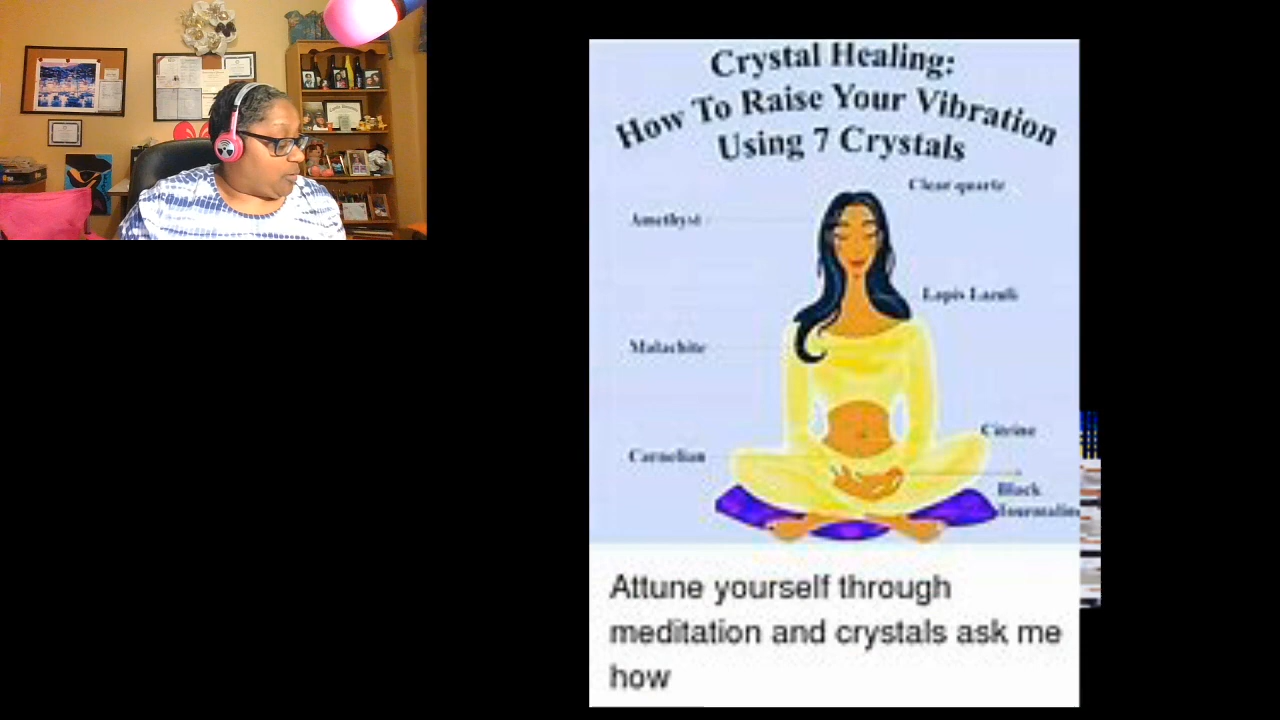 Crystal Healing:
How To Raise Your Vibration
Using 7 Crystals
Clear quartz
Amethyst
Lapis Lazuli
Malachite
Citrine
Carnelian
Black
Tourmaline
Attune yourself through
meditation and crystals ask me
how